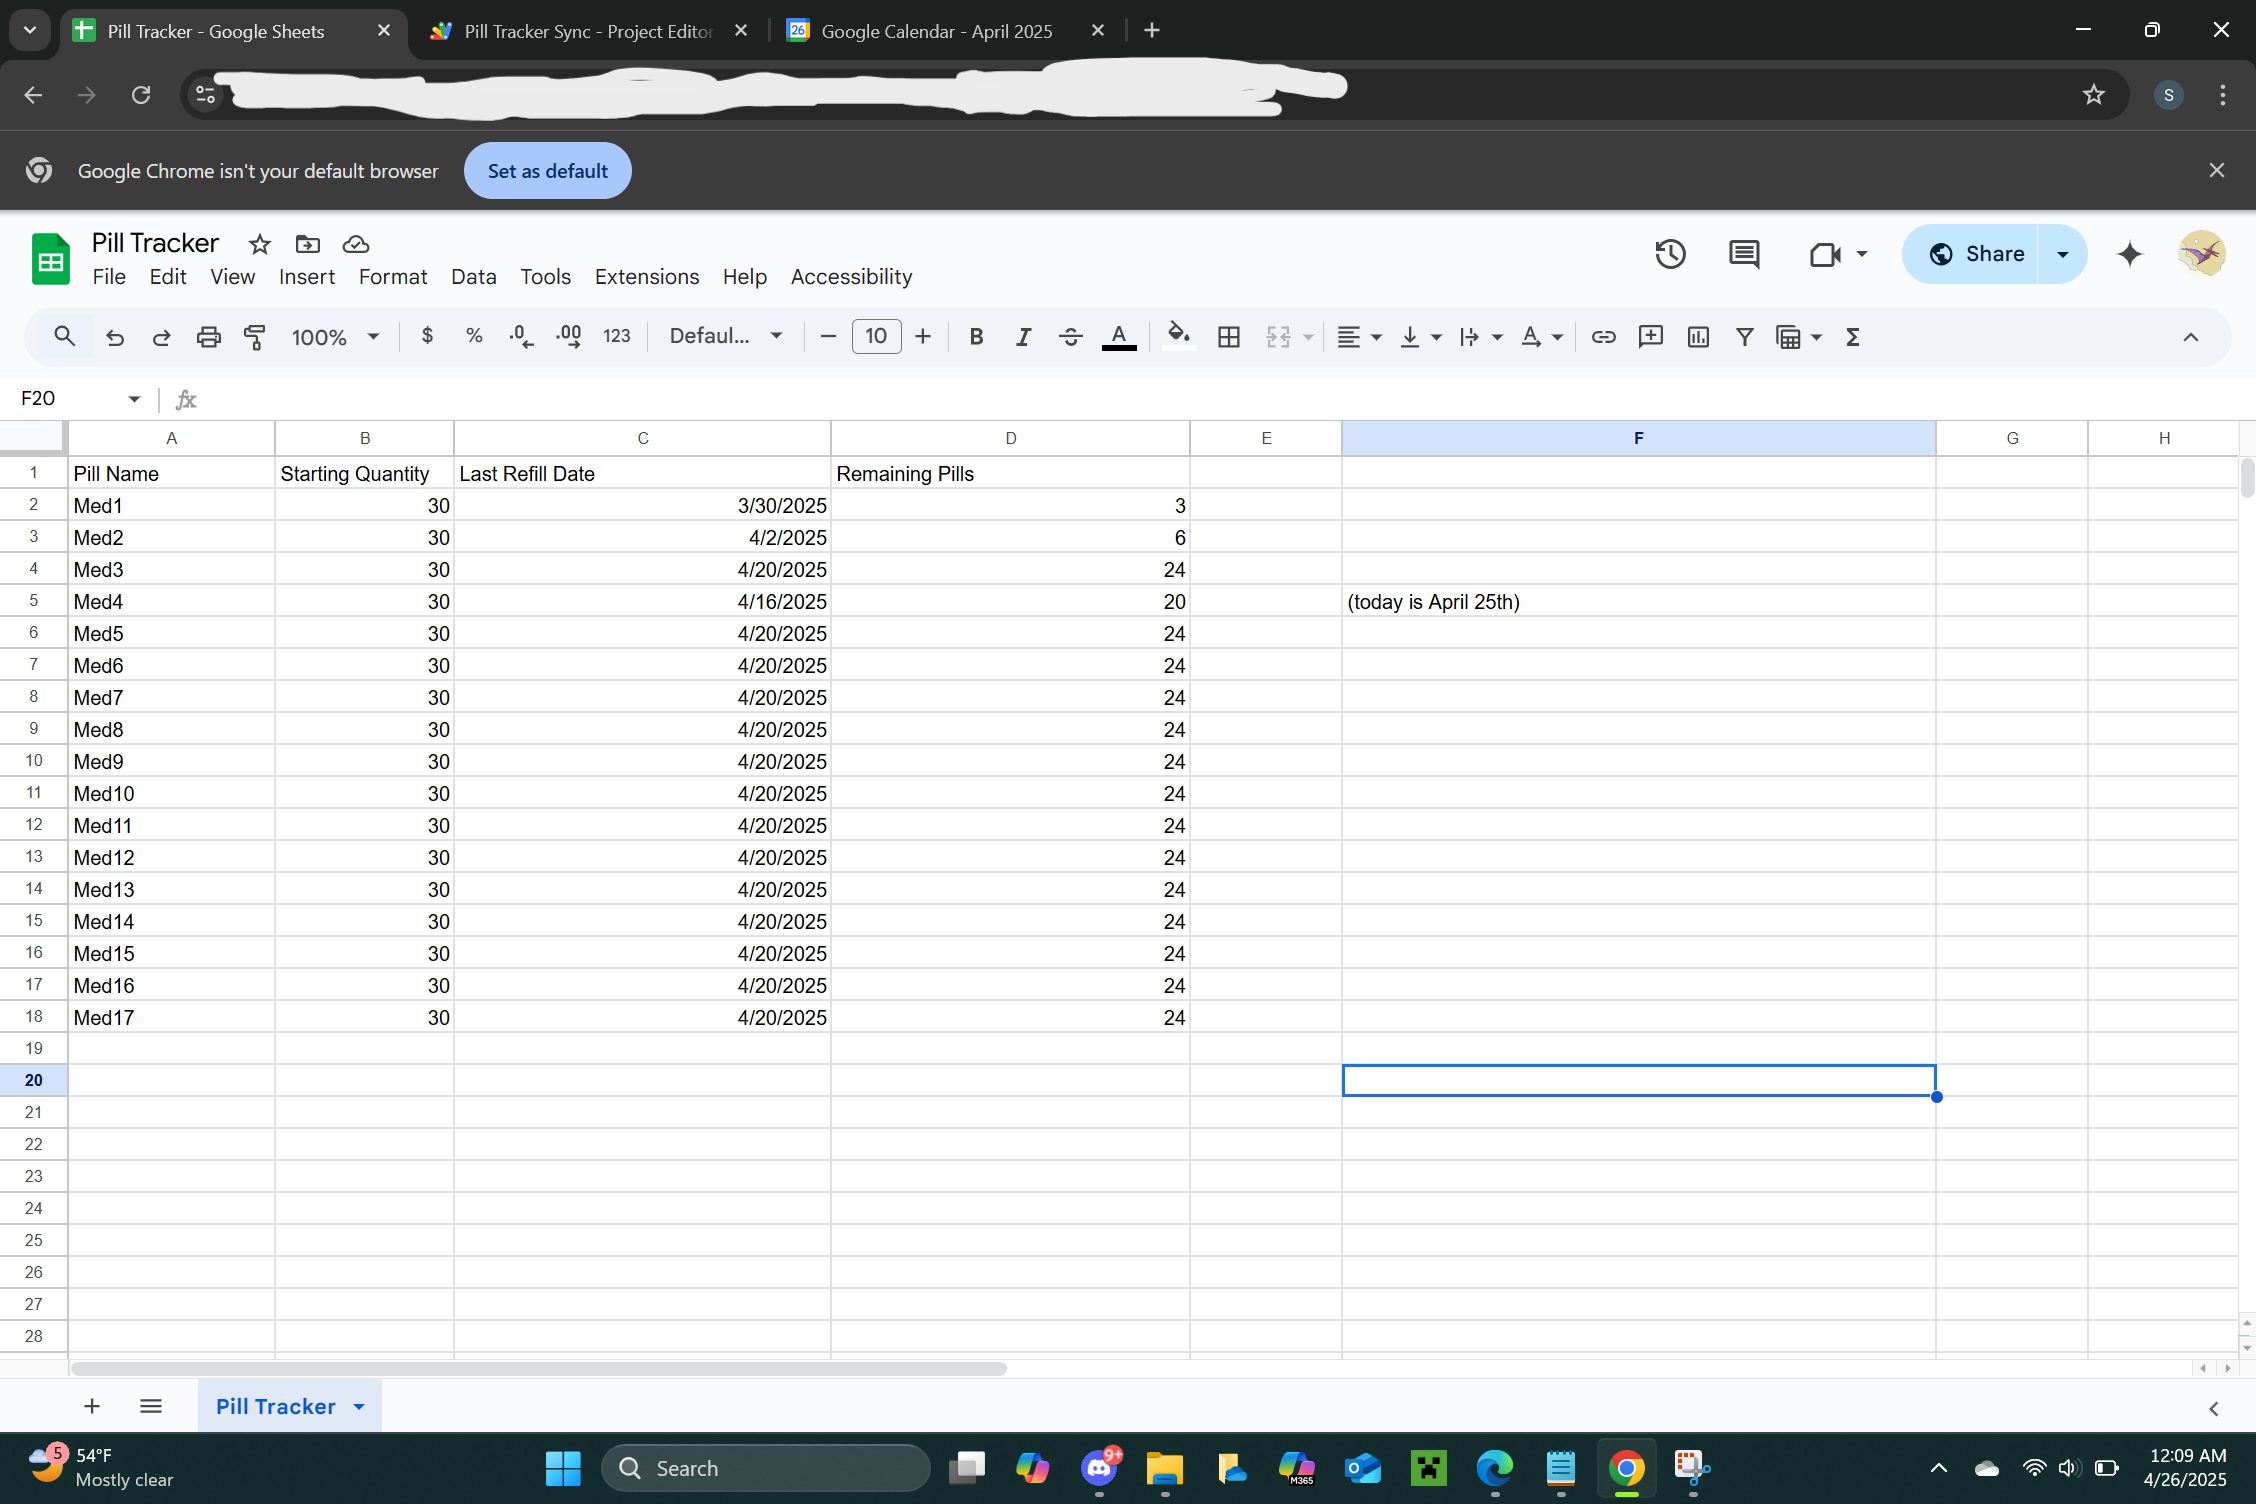 Pill Tracker - Google Sheets
Pill Tracker Sync - Project Editor
26
Google Calendar - April 2025
S
Google Chrome isn't your default browser
Set as default
Pill Tracker
File Edit View Insert Format Data Tools Extensions Help Accessibility
Share
100% $ % .0 .00 123 Defaul... 10 B I A
F20 fx
A B C D E F G H
1 Pill Name Starting Quantity Last Refill Date Remaining Pills
2 Med1 30 3/30/2025 3
3 Med2 30 4/2/2025 6
4 Med3 30 4/20/2025 24
5 Med4 30 4/16/2025 20 (today is April 25th)
6 Med5 30 4/20/2025 24
7 Med6 30 4/20/2025 24
8 Med7 30 4/20/2025 24
9 Med8 30 4/20/2025 24
10 Med9 30 4/20/2025 24
11 Med10 30 4/20/2025 24
12 Med11 30 4/20/2025 24
13 Med12 30 4/20/2025 24
14 Med13 30 4/20/2025 24
15 Med14 30 4/20/2025 24
16 Med15 30 4/20/2025 24
17 Med16 30 4/20/2025 24
18 Med17 30 4/20/2025 24
19
20
21
22
23
24
25
26
27
28
Pill Tracker
5 54°F
Mostly clear
Search
9+
M365
12:09 AM
4/26/2025